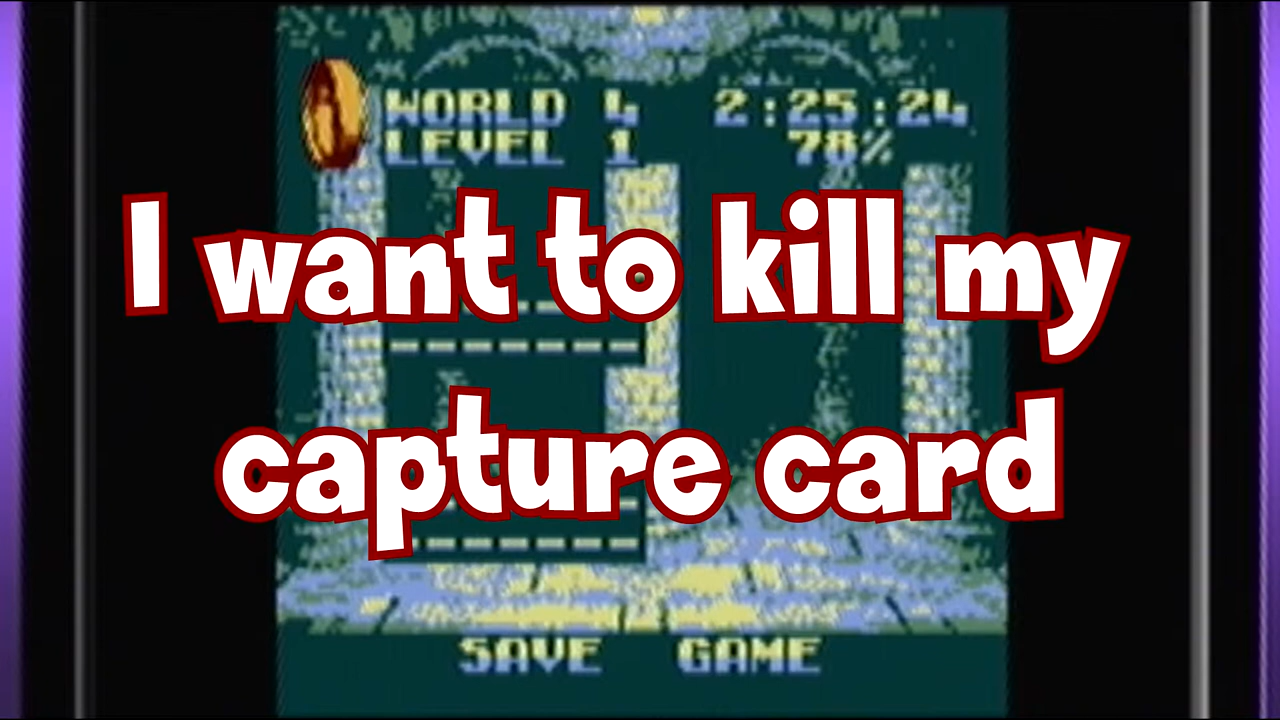 WORLD 4 2:25:24
LEVEL 1 78%
I want to kill my
capture card
SAVE GAME